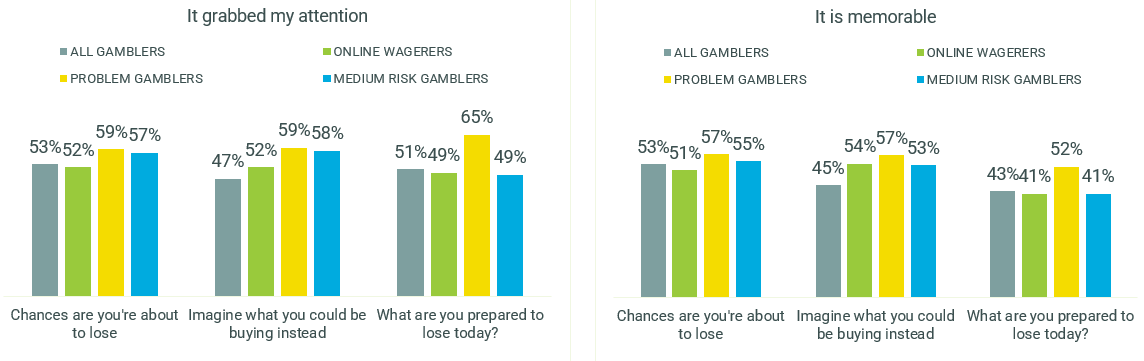 It grabbed my attention
ALL GAMBLERS
ONLINE WAGERERS
PROBLEM GAMBLERS
MEDIUM RISK GAMBLERS
53%
52%
59%
57%
47%
52%
59%
58%
51%
49%
65%
49%
Chances are you're about
to lose
Imagine what you could be
buying instead
What are you prepared to
lose today?
It is memorable
ALL GAMBLERS
ONLINE WAGERERS
PROBLEM GAMBLERS
MEDIUM RISK GAMBLERS
53%
51%
57%
55%
45%
54%
57%
53%
43%
41%
52%
41%
Chances are you're about
to lose
Imagine what you could
be buying instead
What are you prepared to
lose today?